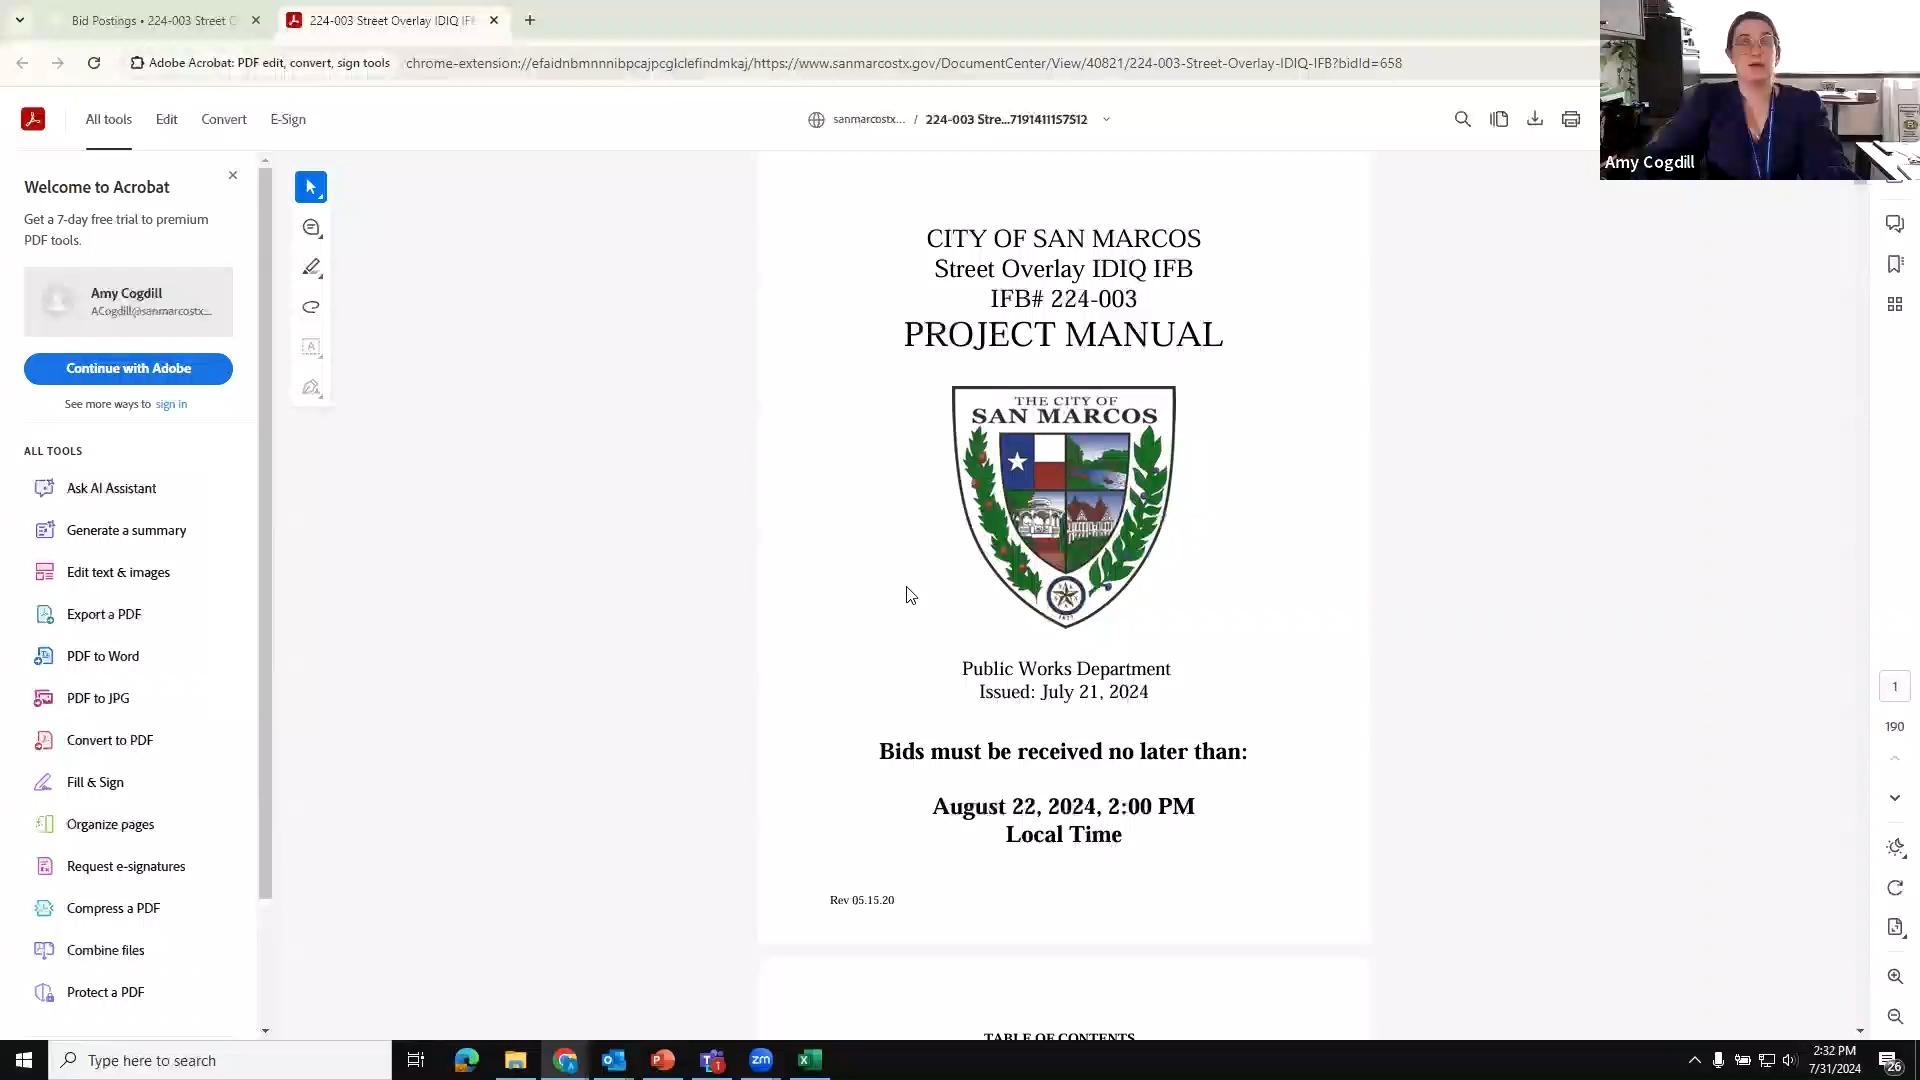 Bid Postings • 224-003 Street O
224-003 Street Overlay IDIQ IF
Adobe Acrobat: PDF edit, convert, sign tools
chrome-extension://efaidnbmnnnibpcajpcglclefindmkaj/https://www.sanmarcostx.gov/DocumentCenter/View/40821/224-003-Street-Overlay-IDIQ-IFB?bidId=658
All tools
Edit
Convert
E-Sign
sanmarcostx... / 224-003 Stre...7191411157512
Amy Cogdill
Welcome to Acrobat
Get a 7-day free trial to premium
PDF tools.
Amy Cogdill
ACogdill@sanmarcostx...
Continue with Adobe
See more ways to sign in
ALL TOOLS
Ask AI Assistant
Generate a summary
Edit text & images
Export a PDF
PDF to Word
PDF to JPG
Convert to PDF
Fill & Sign
Organize pages
Request e-signatures
Compress a PDF
Combine files
Protect a PDF
CITY OF SAN MARCOS
Street Overlay IDIQ IFB
IFB# 224-003
PROJECT MANUAL
THE CITY OF
SAN MARCOS
1877
Public Works Department
Issued: July 21, 2024
Bids must be received no later than:
August 22, 2024, 2:00 PM
Local Time
Rev 05.15.20
TABLE OF CONTENTS
1
190
Type here to search
2:32 PM
7/31/2024
26